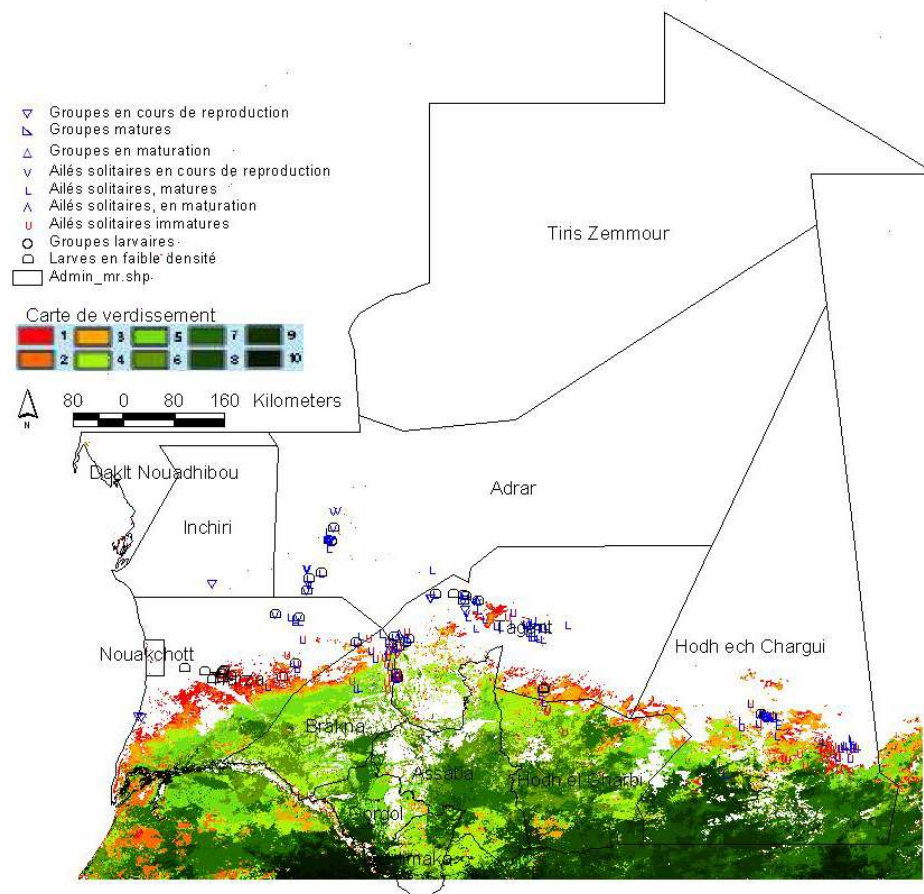 Groupes en cours de reproduction
Groupes matures
Groupes en maturation
Ailés solitaires en cours de reproduction
Ailés solitaires, matures
Ailés solitaires, en maturation
Ailés solitaires immatures
Groupes larvaires
Larves en faible densité
Admin_mr.shp
Carte de verdissement
1 3 5 7 9
2 4 6 8 10
80 0 80 160 Kilometers
N
Tiris Zemmour
Daklt Nouadhibou
Adrar
Inchiri
Nouakchott
Hodh ech Chargui
Brakna
Assaba
Hodh el Gharbi